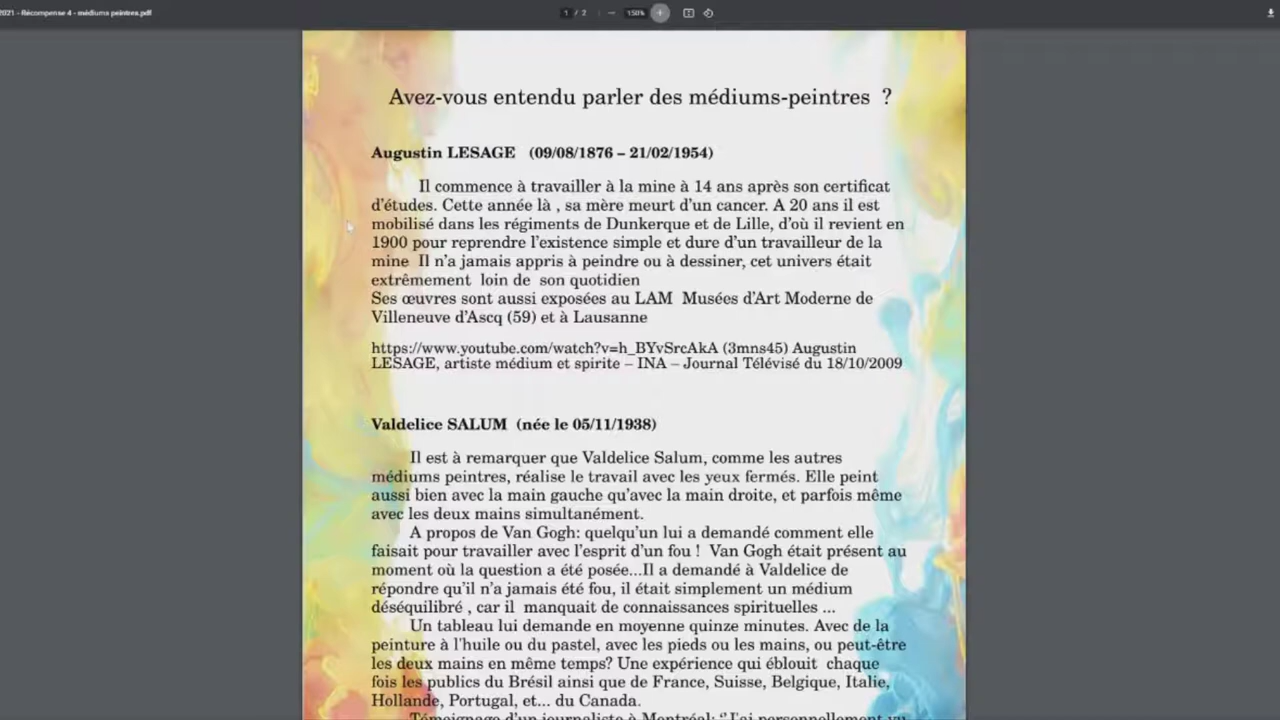 2021 - Récompense 4 - médiums peintres.pdf
1 / 2
150%
Avez-vous entendu parler des médiums-peintres  ?
Augustin LESAGE   (09/08/1876 – 21/02/1954)
Il commence à travailler à la mine à 14 ans après son certificat
d'études. Cette année là , sa mère meurt d'un cancer. A 20 ans il est
mobilisé dans les régiments de Dunkerque et de Lille, d'où il revient en
1900 pour reprendre l'existence simple et dure d'un travailleur de la
mine  Il n'a jamais appris à peindre ou à dessiner, cet univers était
extrêmement  loin de  son quotidien
Ses œuvres sont aussi exposées au LAM  Musées d'Art Moderne de
Villeneuve d'Ascq (59) et à Lausanne
https://www.youtube.com/watch?v=h_BYvSrcAkA (3mns45) Augustin
LESAGE, artiste médium et spirite – INA – Journal Télévisé du 18/10/2009
Valdelice SALUM  (née le 05/11/1938)
Il est à remarquer que Valdelice Salum, comme les autres
médiums peintres, réalise le travail avec les yeux fermés. Elle peint
aussi bien avec la main gauche qu'avec la main droite, et parfois même
avec les deux mains simultanément.
A propos de Van Gogh: quelqu'un lui a demandé comment elle
faisait pour travailler avec l'esprit d'un fou !  Van Gogh était présent au
moment où la question a été posée...Il a demandé à Valdelice de
répondre qu'il n'a jamais été fou, il était simplement un médium
déséquilibré , car il  manquait de connaissances spirituelles ...
Un tableau lui demande en moyenne quinze minutes. Avec de la
peinture à l'huile ou du pastel, avec les pieds ou les mains, ou peut-être
les deux mains en même temps? Une expérience qui éblouit  chaque
fois les publics du Brésil ainsi que de France, Suisse, Belgique, Italie,
Hollande, Portugal, et... du Canada.
Témoignage d'un journaliste à Montréal: "J'ai personnellement vu